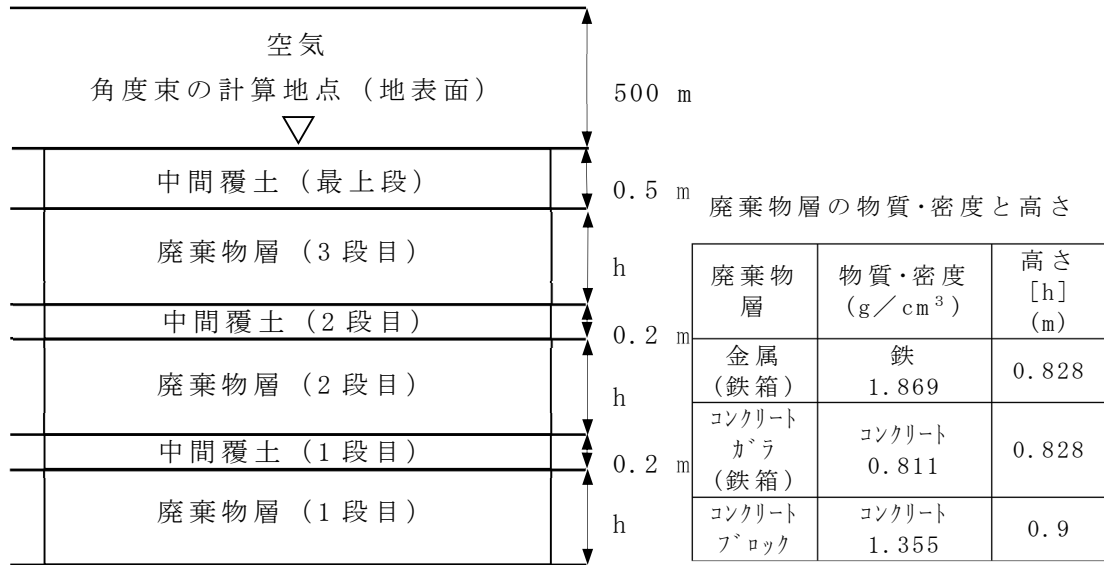 空気
角度束の計算地点（地表面）
▽
500 m
中間覆土（最上段）
0.5 m
廃棄物層（3段目）
h
中間覆土（2段目）
0.2 m
廃棄物層（2段目）
h
中間覆土（1段目）
0.2 m
廃棄物層（1段目）
h
廃棄物層の物質・密度と高さ
廃棄物
層
物質・密度
(g／cm³)
高さ
[h]
(m)
金属
(鉄箱)
鉄
1.869
0.828
コンクリート
ガラ
(鉄箱)
コンクリート
0.811
0.828
コンクリート
ブロック
コンクリート
1.355
0.9